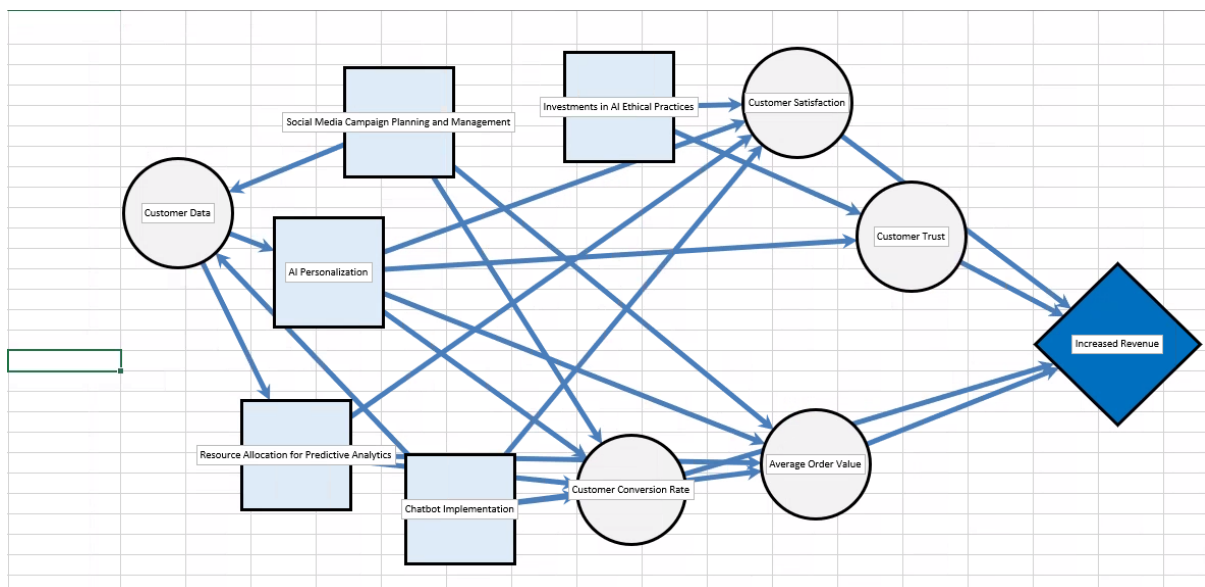 Investments in AI Ethical Practices
Customer Satisfaction
Social Media Campaign Planning and Management
Customer Data
Customer Trust
AI Personalization
Increased Revenue
Resource Allocation for Predictive Analytics
Average Order Value
Customer Conversion Rate
Chatbot Implementation